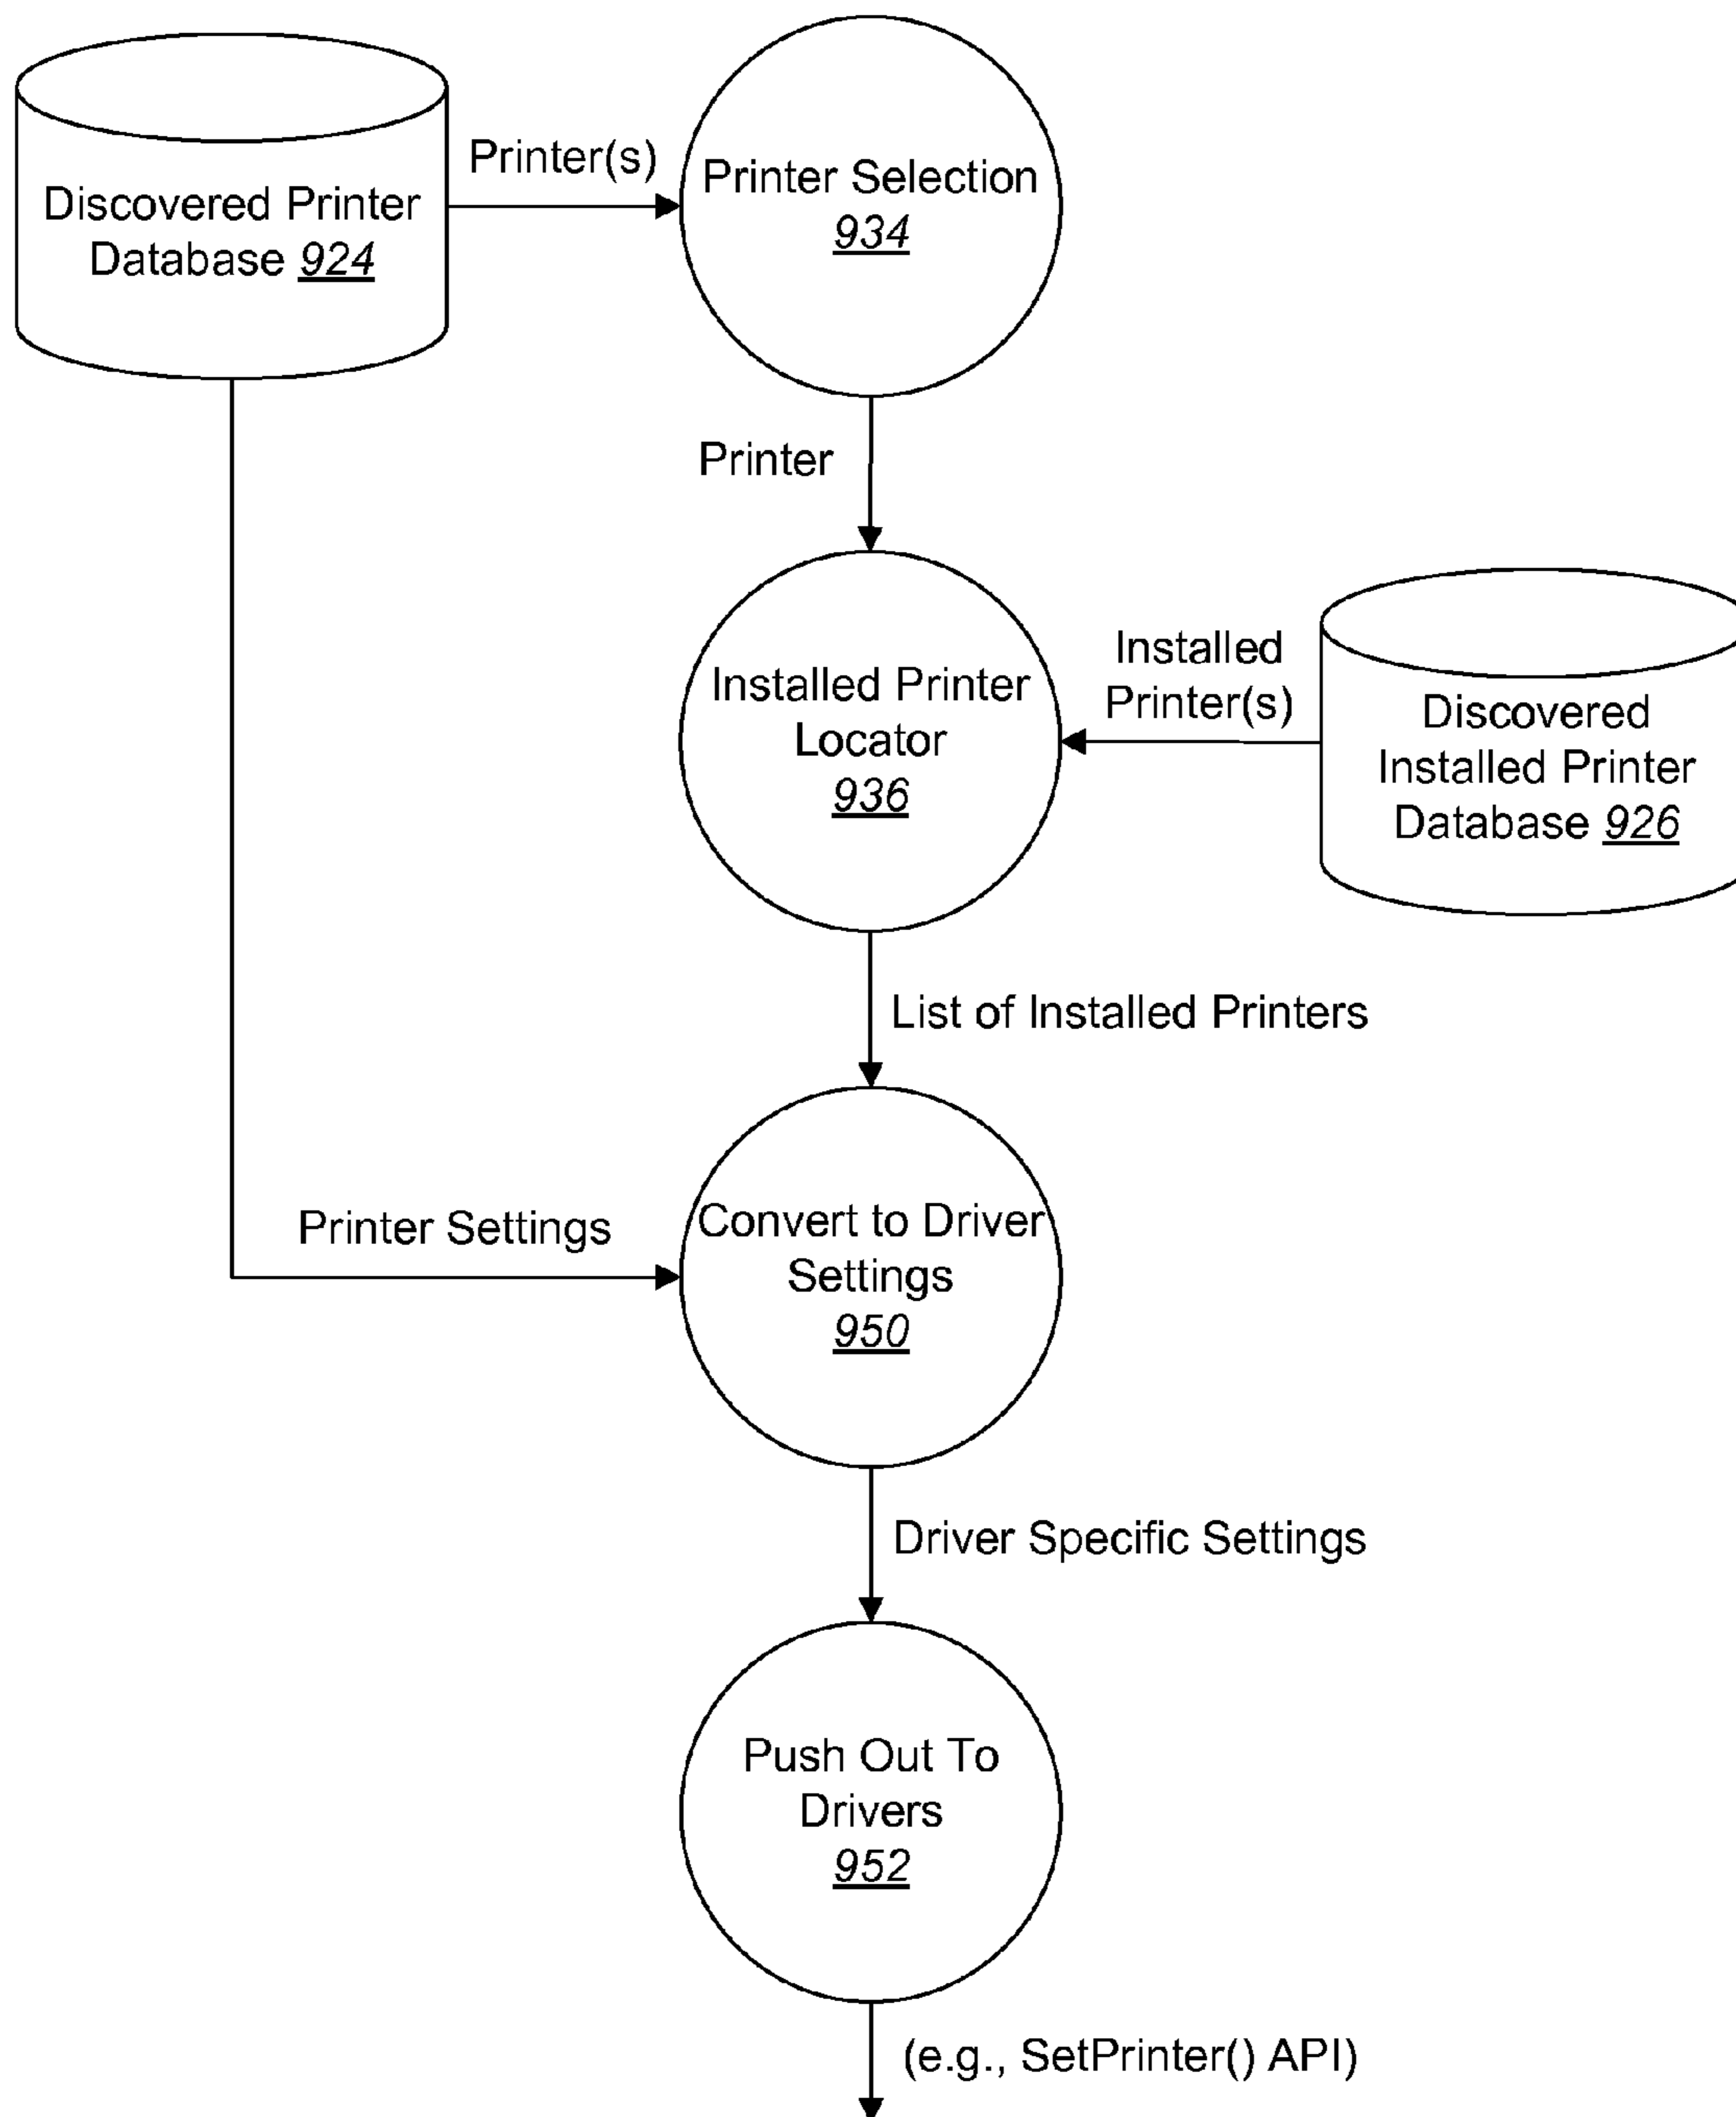 Discovered Printer
Database 924
Printer(s)
Printer Selection
934
Printer
Installed Printer
Locator
936
Installed
Printer(s)
Discovered
Installed Printer
Database 926
List of Installed Printers
Printer Settings
Convert to Driver
Settings
950
Driver Specific Settings
Push Out To
Drivers
952
(e.g., SetPrinter() API)